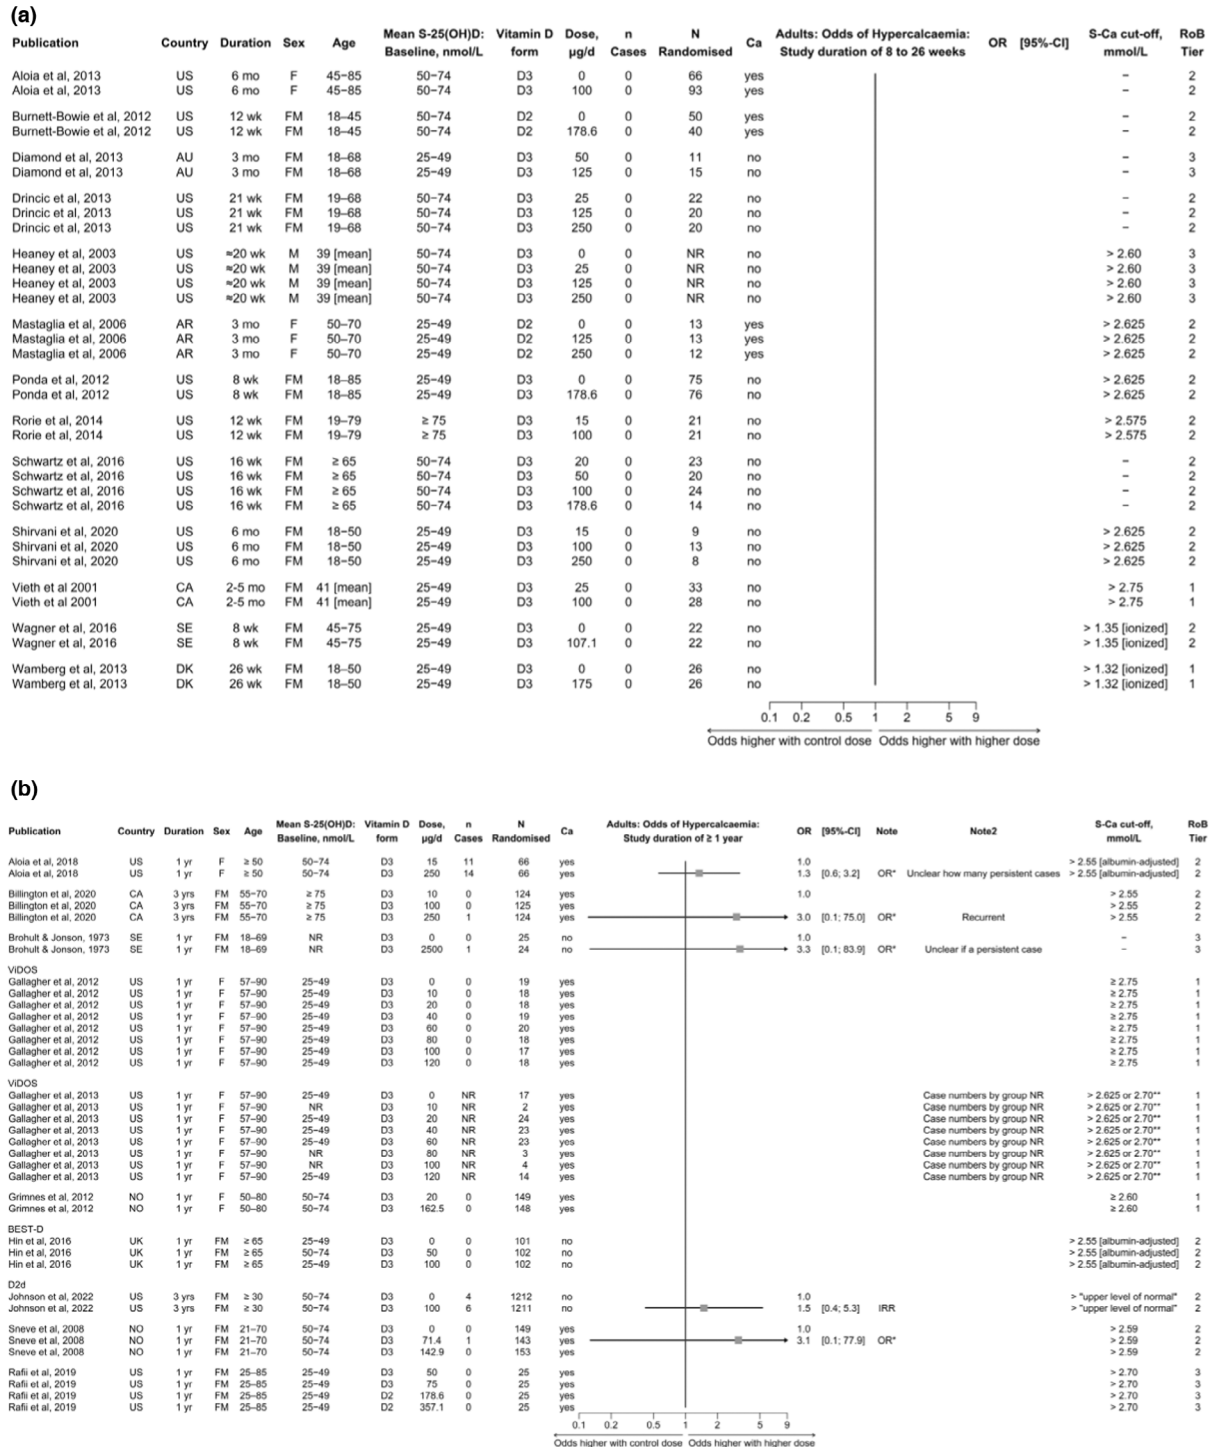 (a)
Publication Country Duration Sex Age Mean S-25(OH)D: Baseline, nmol/L Vitamin D form Dose, µg/d n Cases N Randomised Ca Adults: Odds of Hypercalcaemia: Study duration of 8 to 26 weeks OR [95%-CI] S-Ca cut-off, mmol/L RoB Tier
Aloia et al, 2013 US 6 mo F 45–85 50–74 D3 0 0 66 yes – 2
Aloia et al, 2013 US 6 mo F 45–85 50–74 D3 100 0 93 yes – 2
Burnett-Bowie et al, 2012 US 12 wk FM 18–45 50–74 D2 0 0 50 yes – 2
Burnett-Bowie et al, 2012 US 12 wk FM 18–45 50–74 D2 178.6 0 40 yes – 2
Diamond et al, 2013 AU 3 mo FM 18–68 25–49 D3 50 0 11 no – 3
Diamond et al, 2013 AU 3 mo FM 18–68 25–49 D3 125 0 15 no – 3
Drincic et al, 2013 US 21 wk FM 19–68 50–74 D3 25 0 22 no – 2
Drincic et al, 2013 US 21 wk FM 19–68 50–74 D3 125 0 20 no – 2
Drincic et al, 2013 US 21 wk FM 19–68 50–74 D3 250 0 20 no – 2
Heaney et al, 2003 US ≈20 wk M 39 [mean] 50–74 D3 0 0 NR no > 2.60 3
Heaney et al, 2003 US ≈20 wk M 39 [mean] 50–74 D3 25 0 NR no > 2.60 3
Heaney et al, 2003 US ≈20 wk M 39 [mean] 50–74 D3 125 0 NR no > 2.60 3
Heaney et al, 2003 US ≈20 wk M 39 [mean] 50–74 D3 250 0 NR no > 2.60 3
Mastaglia et al, 2006 AR 3 mo F 50–70 25–49 D2 0 0 13 yes > 2.625 2
Mastaglia et al, 2006 AR 3 mo F 50–70 25–49 D2 125 0 13 yes > 2.625 2
Mastaglia et al, 2006 AR 3 mo F 50–70 25–49 D2 250 0 12 yes > 2.625 2
Ponda et al, 2012 US 8 wk FM 18–85 25–49 D3 0 0 75 no > 2.625 2
Ponda et al, 2012 US 8 wk FM 18–85 25–49 D3 178.6 0 76 no > 2.625 2
Rorie et al, 2014 US 12 wk FM 19–79 ≥ 75 D3 15 0 21 no > 2.575 2
Rorie et al, 2014 US 12 wk FM 19–79 ≥ 75 D3 100 0 21 no > 2.575 2
Schwartz et al, 2016 US 16 wk FM ≥ 65 50–74 D3 20 0 23 no – 2
Schwartz et al, 2016 US 16 wk FM ≥ 65 50–74 D3 50 0 20 no – 2
Schwartz et al, 2016 US 16 wk FM ≥ 65 50–74 D3 100 0 24 no – 2
Schwartz et al, 2016 US 16 wk FM ≥ 65 50–74 D3 178.6 0 14 no – 2
Shirvani et al, 2020 US 6 mo FM 18–50 25–49 D3 15 0 9 no > 2.625 2
Shirvani et al, 2020 US 6 mo FM 18–50 25–49 D3 100 0 13 no > 2.625 2
Shirvani et al, 2020 US 6 mo FM 18–50 25–49 D3 250 0 8 no > 2.625 2
Vieth et al 2001 CA 2-5 mo FM 41 [mean] 25–49 D3 25 0 33 no > 2.75 1
Vieth et al 2001 CA 2-5 mo FM 41 [mean] 25–49 D3 100 0 28 no > 2.75 1
Wagner et al, 2016 SE 8 wk FM 45–75 25–49 D3 0 0 22 no > 1.35 [ionized] 2
Wagner et al, 2016 SE 8 wk FM 45–75 25–49 D3 107.1 0 22 no > 1.35 [ionized] 2
Wamberg et al, 2013 DK 26 wk FM 18–50 25–49 D3 0 0 26 no > 1.32 [ionized] 1
Wamberg et al, 2013 DK 26 wk FM 18–50 25–49 D3 175 0 26 no > 1.32 [ionized] 1
0.1 0.2 0.5 1 2 5 9
Odds higher with control dose Odds higher with higher dose
(b)
Publication Country Duration Sex Age Mean S-25(OH)D: Baseline, nmol/L Vitamin D form Dose, µg/d n Cases N Randomised Ca Adults: Odds of Hypercalcaemia: Study duration of ≥ 1 year OR [95%-CI] Note Note2 S-Ca cut-off, mmol/L RoB Tier
Aloia et al, 2018 US 1 yr F ≥ 50 50–74 D3 15 11 66 yes 1.0 > 2.55 [albumin-adjusted] 2
Aloia et al, 2018 US 1 yr F ≥ 50 50–74 D3 250 14 66 yes 1.3 [0.6; 3.2] OR* Unclear how many persistent cases > 2.55 [albumin-adjusted] 2
Billington et al, 2020 CA 3 yrs FM 55–70 ≥ 75 D3 10 0 124 yes 1.0 > 2.55 2
Billington et al, 2020 CA 3 yrs FM 55–70 ≥ 75 D3 100 0 125 yes > 2.55 2
Billington et al, 2020 CA 3 yrs FM 55–70 ≥ 75 D3 250 1 124 yes 3.0 [0.1; 75.0] OR* Recurrent > 2.55 2
Brohult & Jonson, 1973 SE 1 yr FM 18–69 NR D3 0 0 25 no 1.0 – 3
Brohult & Jonson, 1973 SE 1 yr FM 18–69 NR D3 2500 1 24 no 3.3 [0.1; 83.9] OR* Unclear if a persistent case – 3
ViDOS
Gallagher et al, 2012 US 1 yr F 57–90 25–49 D3 0 0 19 yes ≥ 2.75 1
Gallagher et al, 2012 US 1 yr F 57–90 25–49 D3 10 0 18 yes ≥ 2.75 1
Gallagher et al, 2012 US 1 yr F 57–90 25–49 D3 20 0 18 yes ≥ 2.75 1
Gallagher et al, 2012 US 1 yr F 57–90 25–49 D3 40 0 19 yes ≥ 2.75 1
Gallagher et al, 2012 US 1 yr F 57–90 25–49 D3 60 0 20 yes ≥ 2.75 1
Gallagher et al, 2012 US 1 yr F 57–90 25–49 D3 80 0 18 yes ≥ 2.75 1
Gallagher et al, 2012 US 1 yr F 57–90 25–49 D3 100 0 17 yes ≥ 2.75 1
Gallagher et al, 2012 US 1 yr F 57–90 25–49 D3 120 0 18 yes ≥ 2.75 1
ViDOS
Gallagher et al, 2013 US 1 yr F 57–90 25–49 D3 0 NR 17 yes Case numbers by group NR > 2.625 or 2.70** 1
Gallagher et al, 2013 US 1 yr F 57–90 NR D3 10 NR 2 yes Case numbers by group NR > 2.625 or 2.70** 1
Gallagher et al, 2013 US 1 yr F 57–90 25–49 D3 20 NR 24 yes Case numbers by group NR > 2.625 or 2.70** 1
Gallagher et al, 2013 US 1 yr F 57–90 25–49 D3 40 NR 23 yes Case numbers by group NR > 2.625 or 2.70** 1
Gallagher et al, 2013 US 1 yr F 57–90 25–49 D3 60 NR 23 yes Case numbers by group NR > 2.625 or 2.70** 1
Gallagher et al, 2013 US 1 yr F 57–90 NR D3 80 NR 3 yes Case numbers by group NR > 2.625 or 2.70** 1
Gallagher et al, 2013 US 1 yr F 57–90 NR D3 100 NR 4 yes Case numbers by group NR > 2.625 or 2.70** 1
Gallagher et al, 2013 US 1 yr F 57–90 25–49 D3 120 NR 14 yes Case numbers by group NR > 2.625 or 2.70** 1
Grimnes et al, 2012 NO 1 yr F 50–80 50–74 D3 20 0 149 yes ≥ 2.60 1
Grimnes et al, 2012 NO 1 yr F 50–80 50–74 D3 162.5 0 148 yes ≥ 2.60 1
BEST-D
Hin et al, 2016 UK 1 yr FM ≥ 65 25–49 D3 0 0 101 no > 2.55 [albumin-adjusted] 2
Hin et al, 2016 UK 1 yr FM ≥ 65 50–74 D3 50 0 102 no > 2.55 [albumin-adjusted] 2
Hin et al, 2016 UK 1 yr FM ≥ 65 25–49 D3 100 0 102 no > 2.55 [albumin-adjusted] 2
D2d
Johnson et al, 2022 US 3 yrs FM ≥ 30 50–74 D3 0 4 1212 no 1.0 > "upper level of normal" 2
Johnson et al, 2022 US 3 yrs FM ≥ 30 50–74 D3 100 6 1211 no 1.5 [0.4; 5.3] IRR > "upper level of normal" 2
Sneve et al, 2008 NO 1 yr FM 21–70 50–74 D3 0 0 149 yes 1.0 > 2.59 2
Sneve et al, 2008 NO 1 yr FM 21–70 50–74 D3 71.4 1 143 yes 3.1 [0.1; 77.9] OR* > 2.59 2
Sneve et al, 2008 NO 1 yr FM 21–70 50–74 D3 142.9 0 153 yes > 2.59 2
Rafii et al, 2019 US 1 yr FM 25–85 25–49 D3 50 0 25 yes > 2.70 3
Rafii et al, 2019 US 1 yr FM 25–85 25–49 D3 75 0 25 yes > 2.70 3
Rafii et al, 2019 US 1 yr FM 25–85 25–49 D2 178.6 0 25 yes > 2.70 3
Rafii et al, 2019 US 1 yr FM 25–85 25–49 D2 357.1 0 25 yes > 2.70 3
0.1 0.2 0.5 1 2 5 9
Odds higher with control dose Odds higher with higher dose